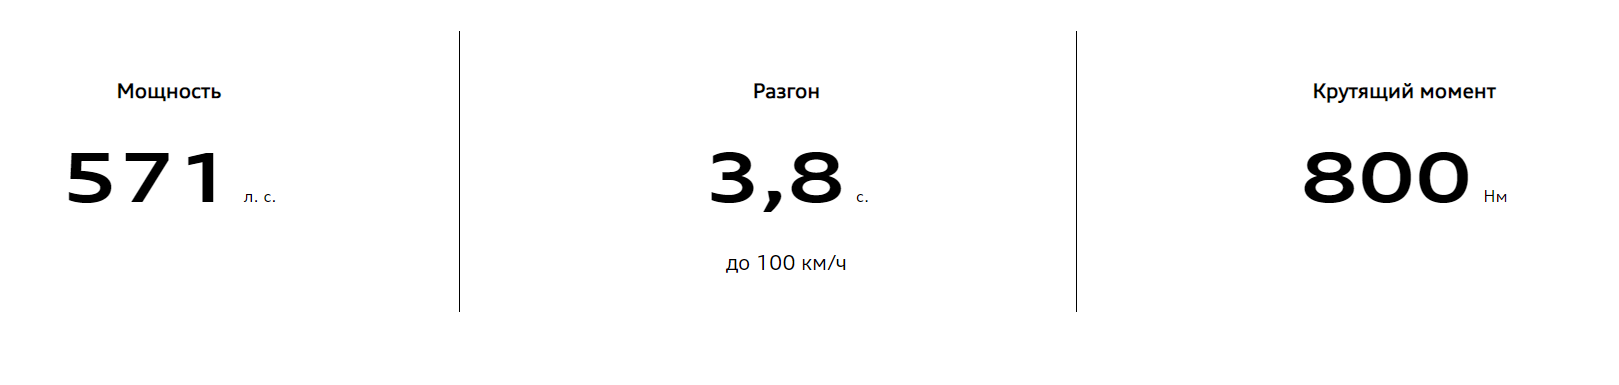 Мощность
571 л. с.
Разгон
3,8 с.
до 100 км/ч
Крутящий момент
800 Нм